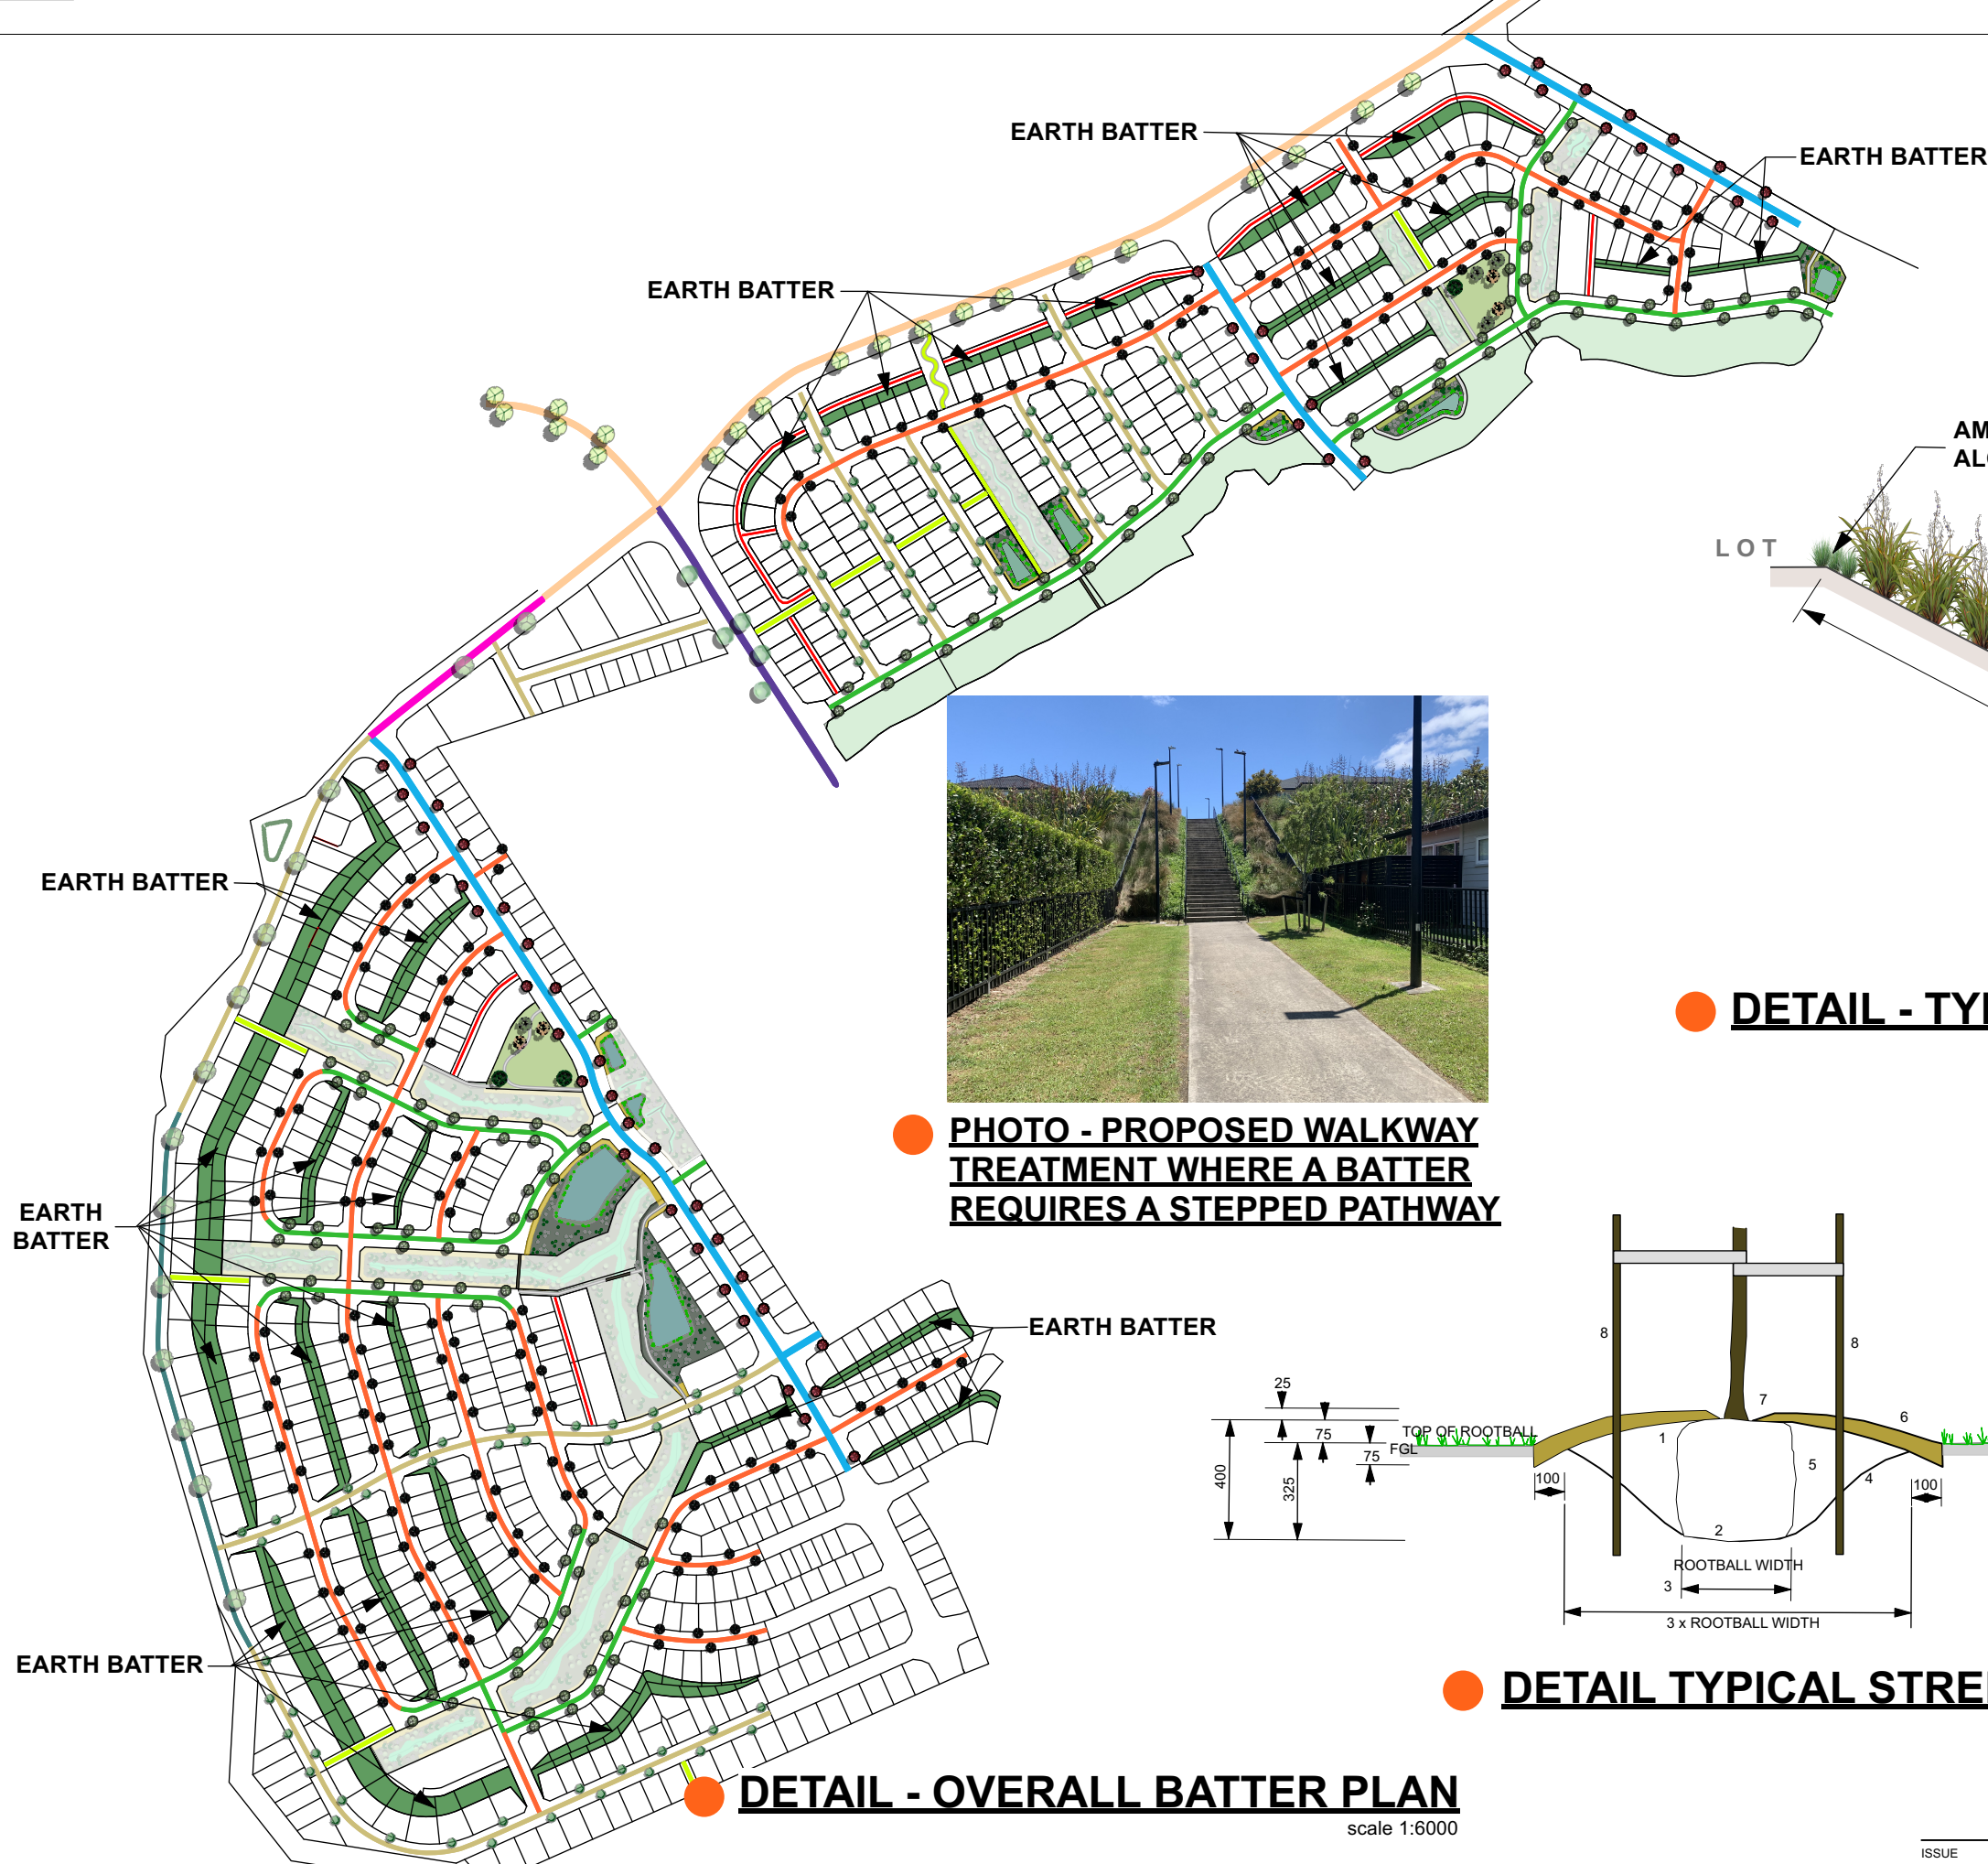 EARTH BATTER
EARTH BATTER
EARTH BATTER
AM
LOT
DETAIL - TYP
EARTH BATTER
PHOTO - PROPOSED WALKWAY
TREATMENT WHERE A BATTER
REQUIRES A STEPPED PATHWAY
EARTH
BATTER
EARTH BATTER
8
8
25
TOP OF ROOTBALL
75
FGL
75
7
6
1
5
4
100
100
400
325
2
ROOTBALL WIDTH
3
3 x ROOTBALL WIDTH
EARTH BATTER
DETAIL TYPICAL STREE
DETAIL - OVERALL BATTER PLAN
scale 1:6000
ISSUE